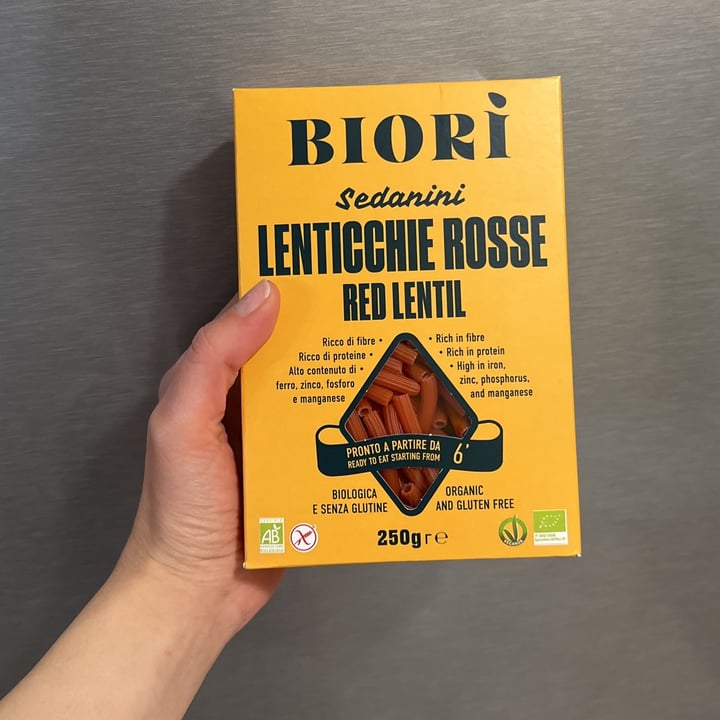 BIORÌ
Sedanini
LENTICCHIE ROSSE
RED LENTIL
Ricco di fibre •
Ricco di proteine •
Alto contenuto di •
ferro, zinco, fosforo
e manganese
• Rich in fibre
• Rich in protein
• High in iron,
zinc, phosphorus,
and manganese
PRONTO A PARTIRE DA
READY TO EAT STARTING FROM
6'
BIOLOGICA
E SENZA GLUTINE
ORGANIC
AND GLUTEN FREE
AB
250g r e
VEGANOK